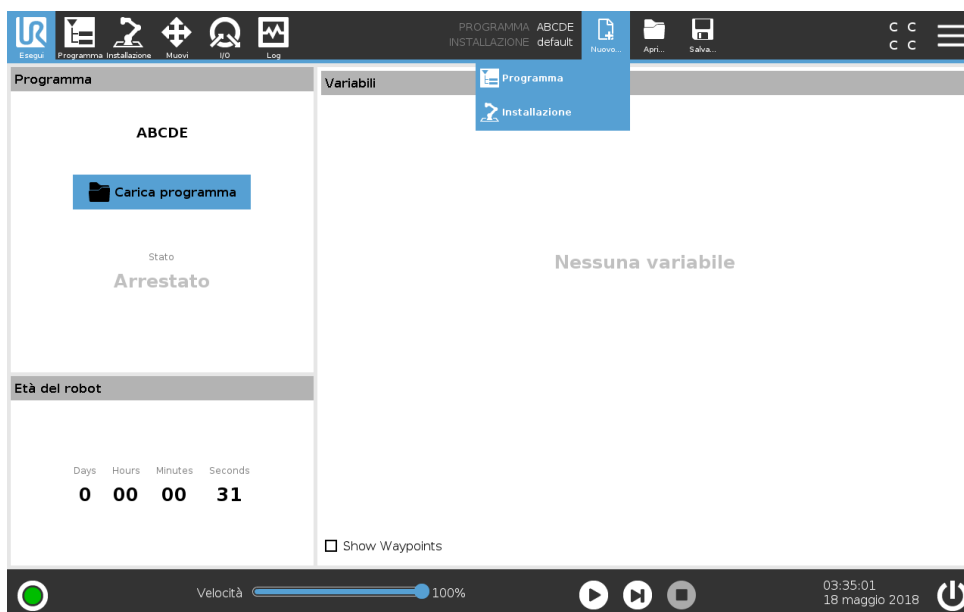 UR
Esegui
Programma
Installazione
Muovi
I/O
Log
PROGRAMMA ABCDE
INSTALLAZIONE default
Nuovo...
Apri...
Salva...
C C
C C
Programma
Variabili
Programma
Installazione
ABCDE
Carica programma
Stato
Arrestato
Nessuna variabile
Età del robot
Days Hours Minutes Seconds
0 00 00 31
Show Waypoints
Velocità 100%
03:35:01
18 maggio 2018